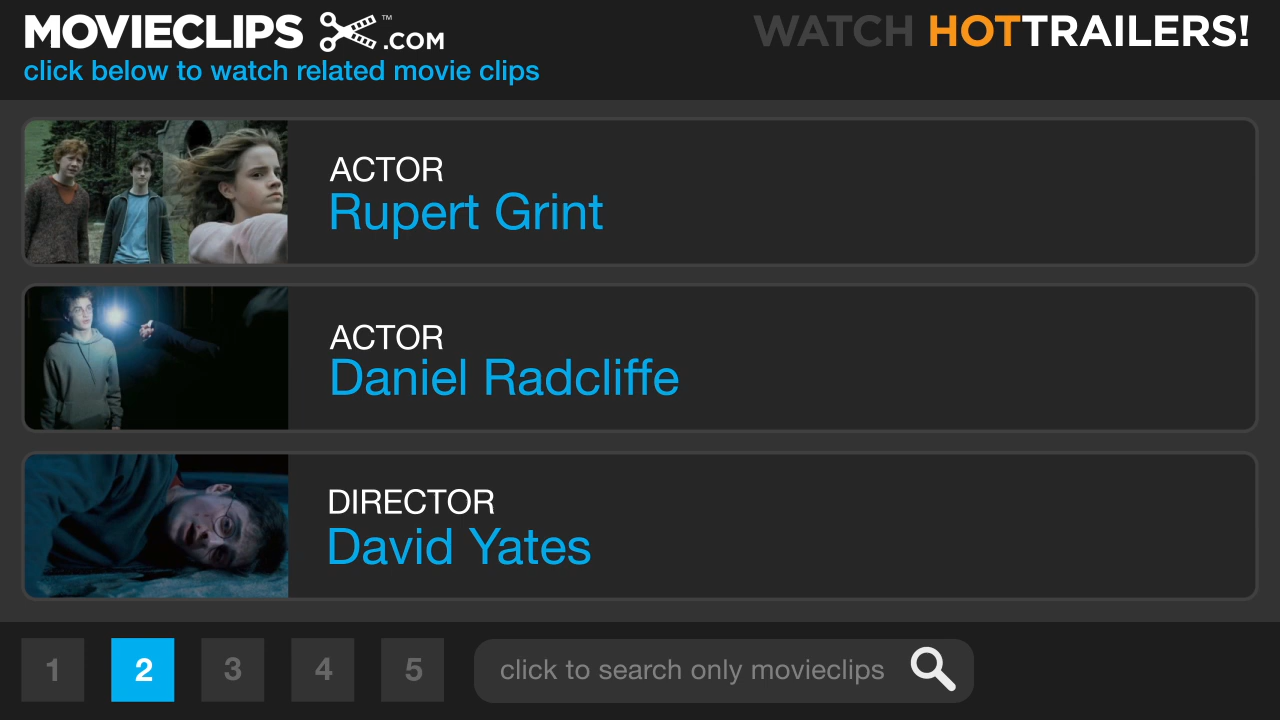 MOVIECLIPS ™ .COM
WATCH HOTTRAILERS!
click below to watch related movie clips
ACTOR
Rupert Grint
ACTOR
Daniel Radcliffe
DIRECTOR
David Yates
1 2 3 4 5 click to search only movieclips